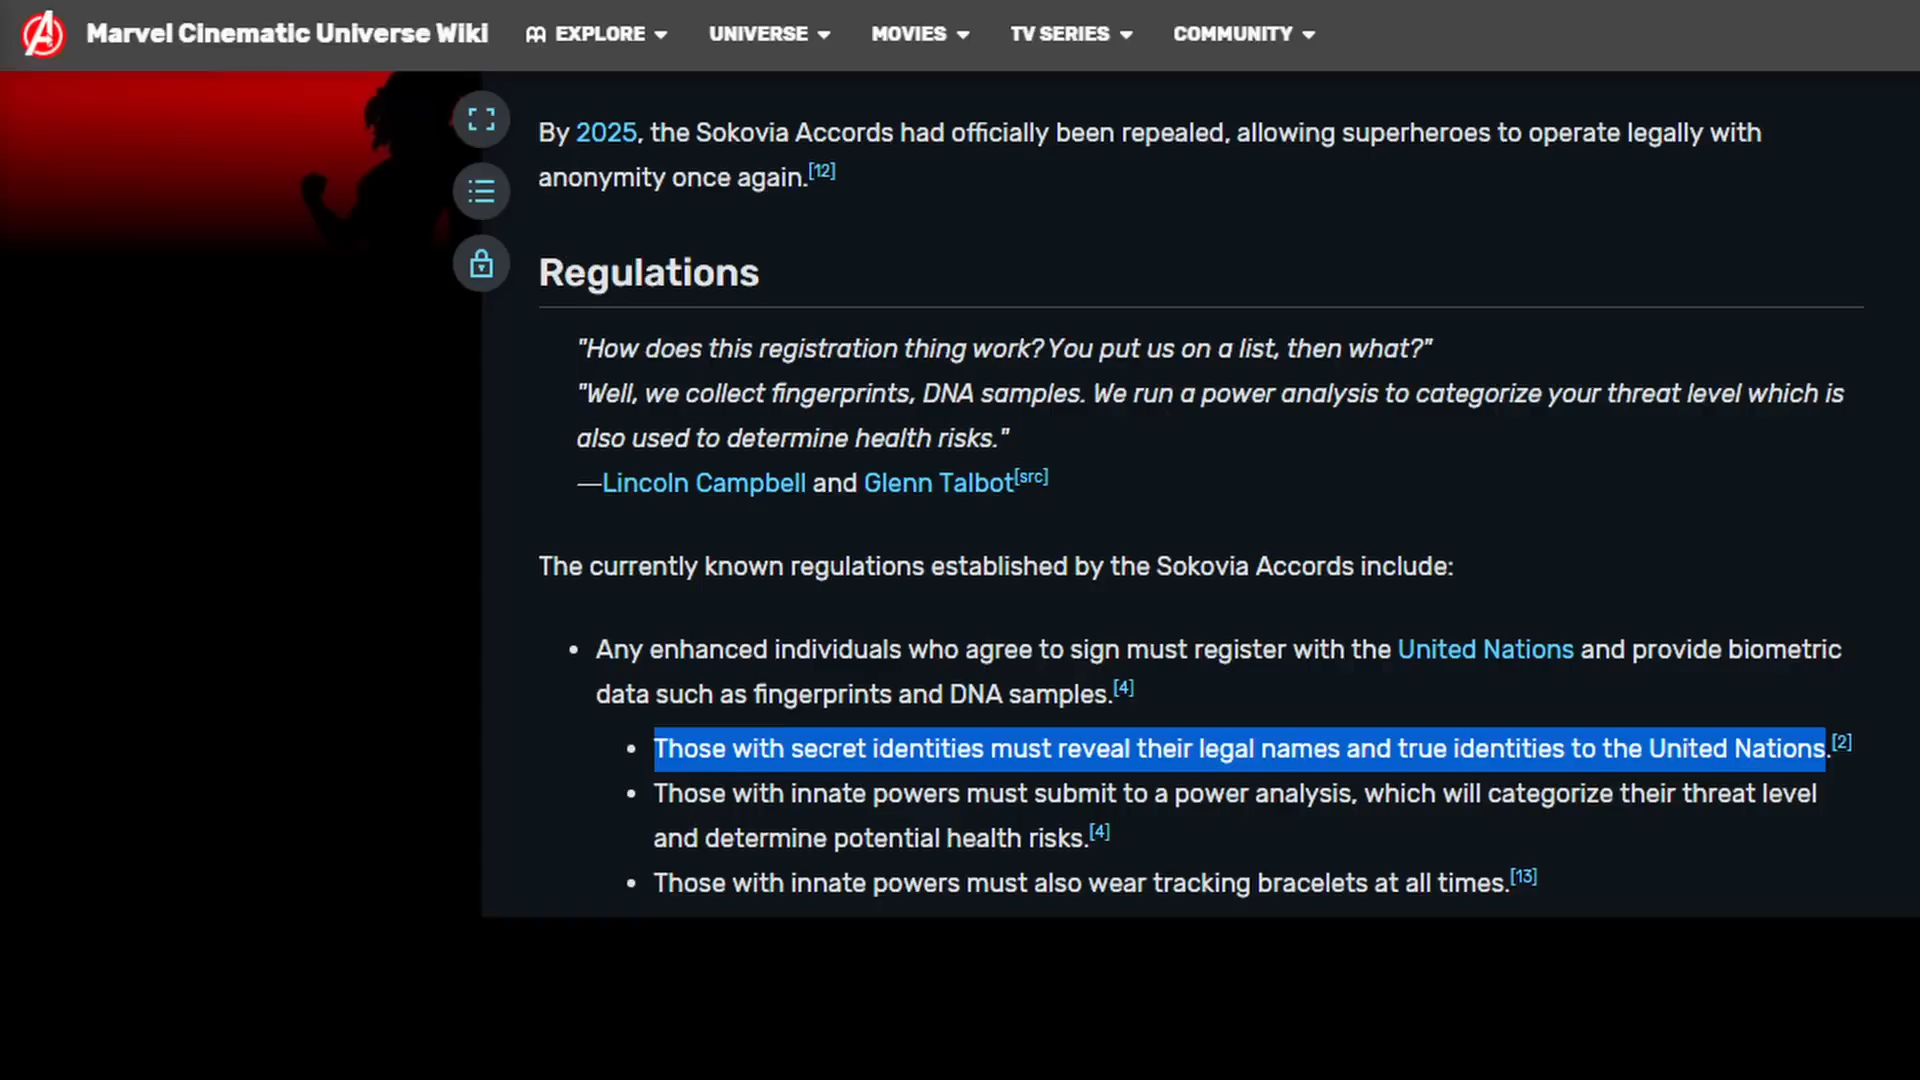 Marvel Cinematic Universe Wiki EXPLORE UNIVERSE MOVIES TV SERIES COMMUNITY
By 2025, the Sokovia Accords had officially been repealed, allowing superheroes to operate legally with
anonymity once again.[12]
Regulations
"How does this registration thing work? You put us on a list, then what?"
"Well, we collect fingerprints, DNA samples. We run a power analysis to categorize your threat level which is
also used to determine health risks."
—Lincoln Campbell and Glenn Talbot[src]
The currently known regulations established by the Sokovia Accords include:
• Any enhanced individuals who agree to sign must register with the United Nations and provide biometric
data such as fingerprints and DNA samples.[4]
• Those with secret identities must reveal their legal names and true identities to the United Nations.[2]
• Those with innate powers must submit to a power analysis, which will categorize their threat level
and determine potential health risks.[4]
• Those with innate powers must also wear tracking bracelets at all times.[13]